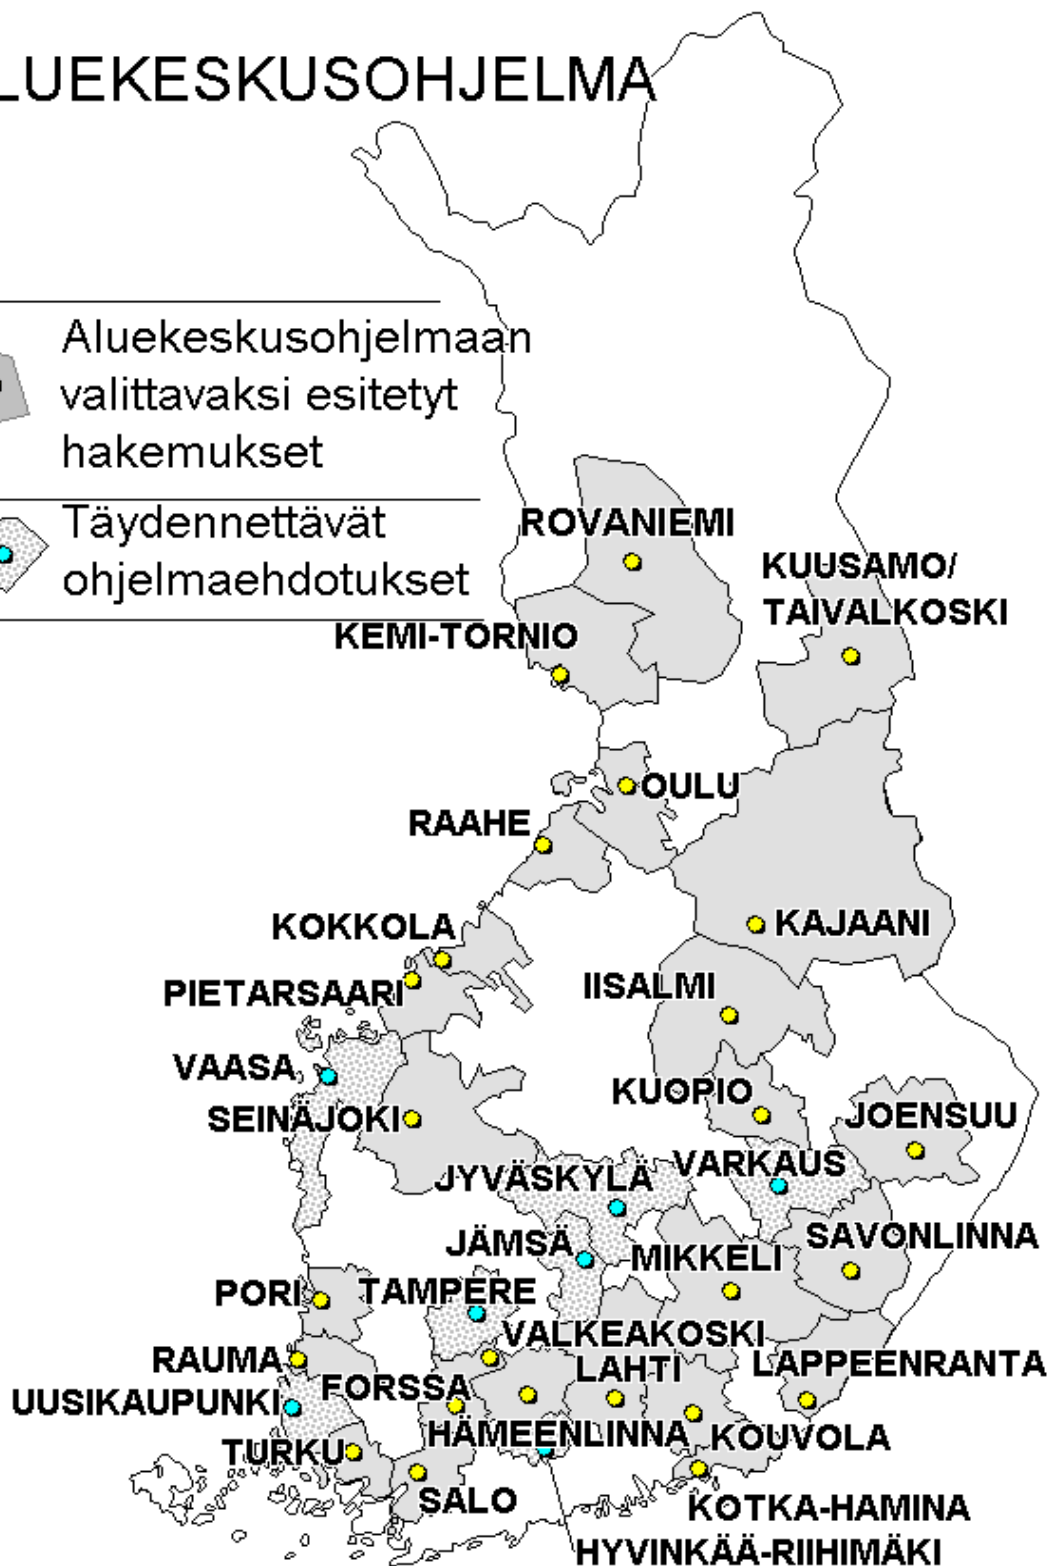 LUEKESKUSOHJELMA
Aluekeskusohjelmaan
valittavaksi esitetyt
hakemukset
Täydennettävät
ohjelmaehdotukset
ROVANIEMI
KUUSAMO/
TAIVALKOSKI
KEMI-TORNIO
OULU
RAAHE
KOKKOLA
KAJAANI
PIETARSAARI
IISALMI
VAASA
KUOPIO
SEINÄJOKI
JOENSUU
JYVÄSKYLÄ
VARKAUS
JÄMSÄ
SAVONLINNA
MIKKELI
PORI
TAMPERE
VALKEAKOSKI
RAUMA
LAHTI
LAPPEENRANTA
UUSIKAUPUNKI
FORSSA
TURKU
HÄMEENLINNA
KOUVOLA
SALO
KOTKA-HAMINA
HYVINKÄÄ-RIIHIMÄKI